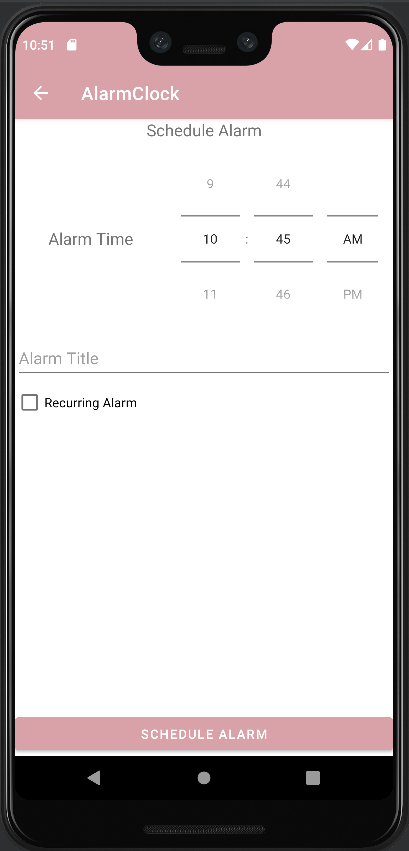 10:51
AlarmClock
Schedule Alarm
9 44
Alarm Time 10 : 45 AM
11 46 PM
Alarm Title
Recurring Alarm
SCHEDULE ALARM